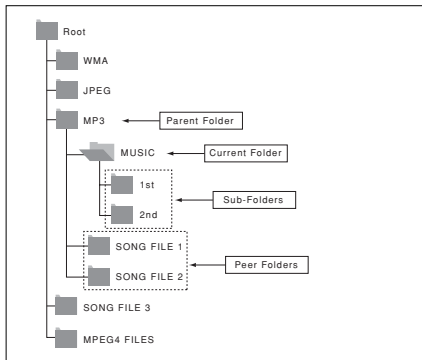 Root
WMA
JPEG
MP3
Parent Folder
MUSIC
Current Folder
1st
Sub-Folders
2nd
SONG FILE 1
Peer Folders
SONG FILE 2
SONG FILE 3
MPEG4 FILES